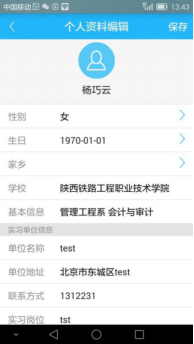 中国移动 13:43
个人资料编辑 保存
杨巧云
性别 女
生日 1970-01-01
家乡
学校 陕西铁路工程职业技术学院
基本信息 管理工程系 会计与审计
实习单位信息
单位名称 test
单位地址 北京市东城区test
联系方式 1312231
实习岗位 tst